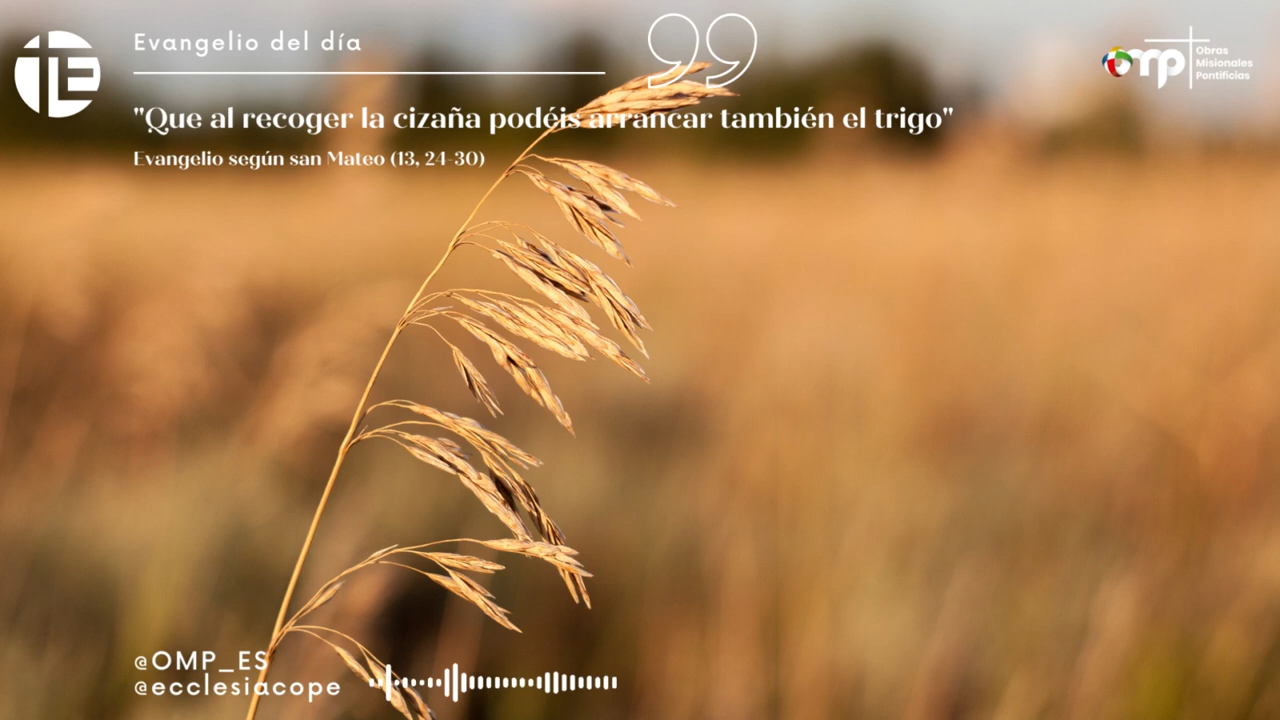 Evangelio del día
"Que al recoger la cizaña podéis arrancar también el trigo"
Evangelio según san Mateo (13, 24-30)
omp
Obras
Misionales
Pontificias
@OMP_ES
@ecclesiacope